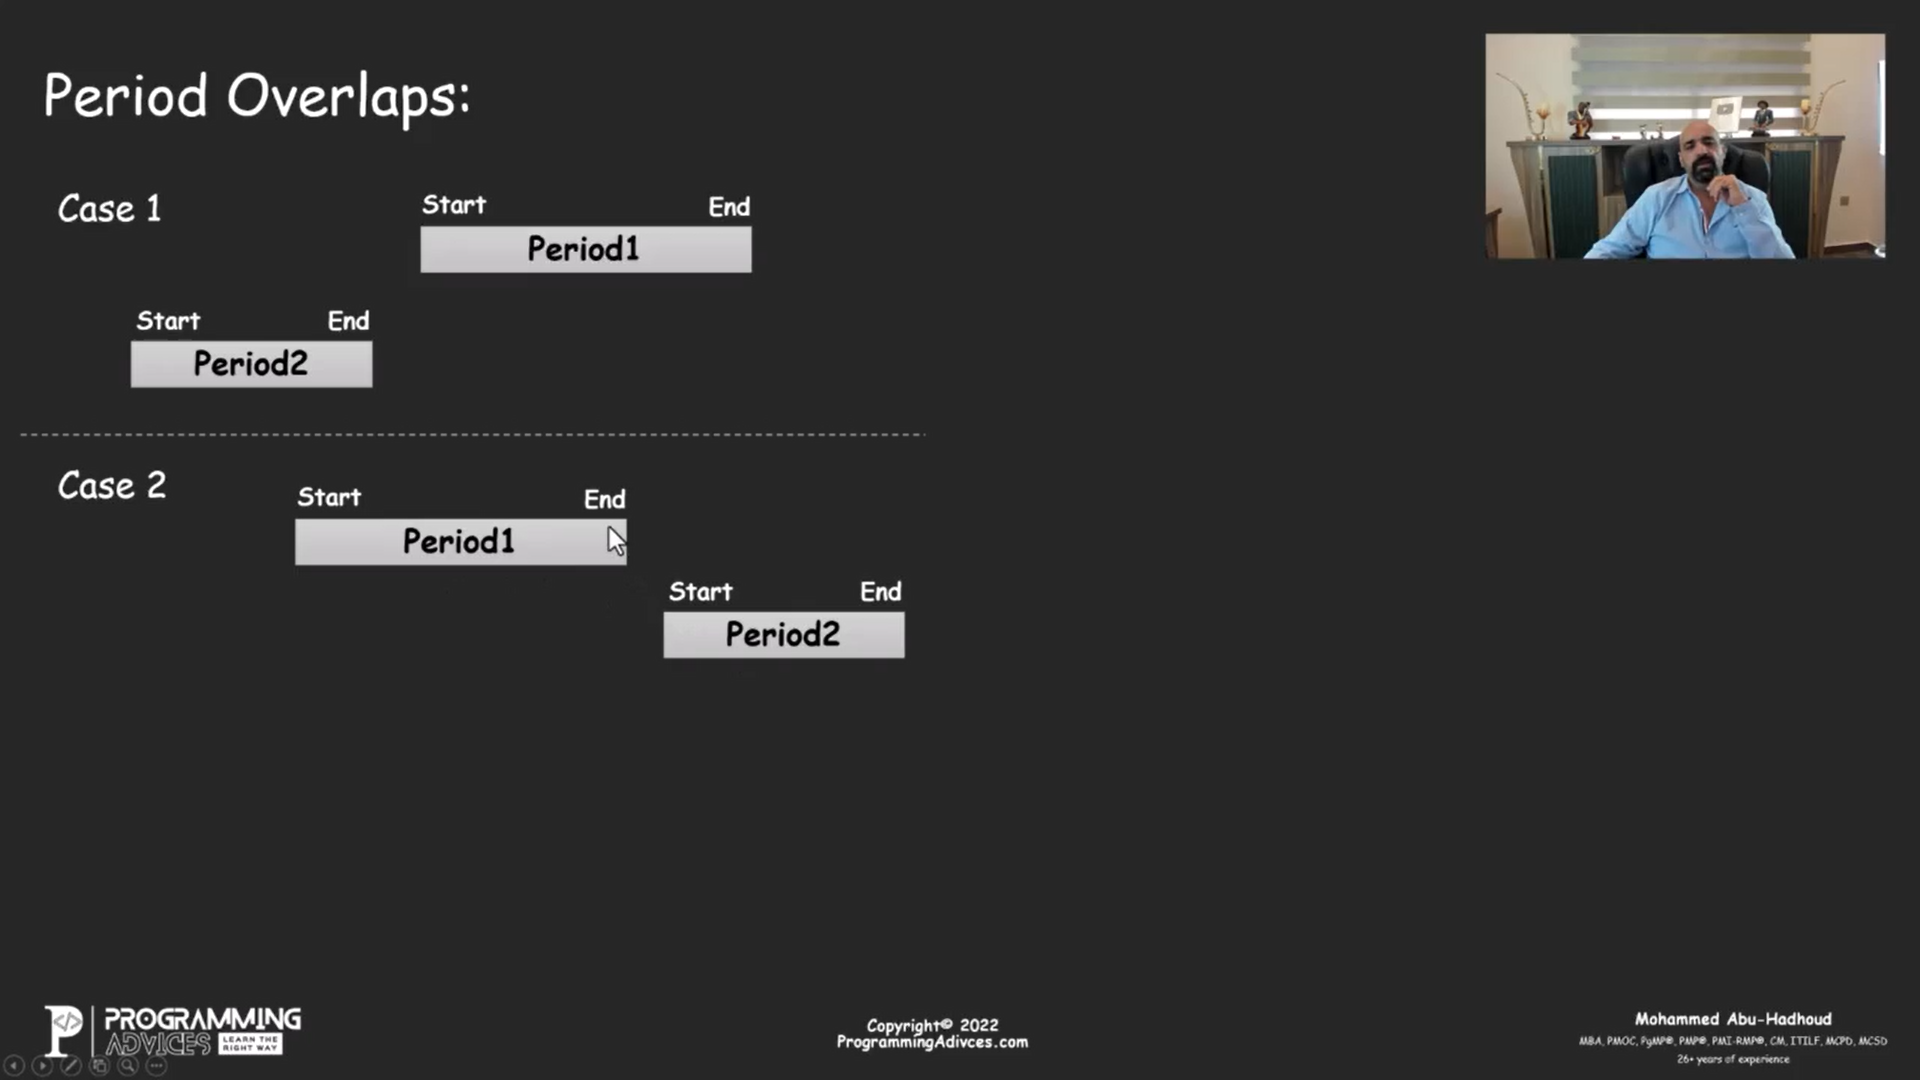 Period Overlaps:
Case 1
Start End
Period1
Start End
Period2
Case 2
Start End
Period1
Start End
Period2
PROGRAMMING
ADVICES LEARN THE
RIGHT WAY
Copyright© 2022
ProgrammingAdivces.com
Mohammed Abu-Hadhoud
MBA, PMOC, PgMP®, PMP®, PMI-RMP®, CM, ITILF, MCPD, MCSD
26+ years of experience